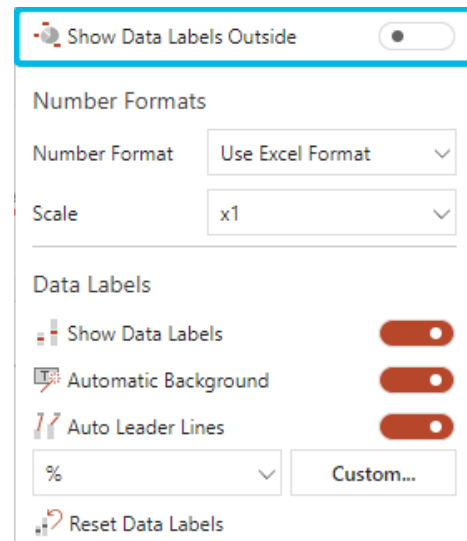 Show Data Labels Outside
Number Formats
Number Format Use Excel Format
Scale x1
Data Labels
Show Data Labels
Automatic Background
Auto Leader Lines
% Custom...
Reset Data Labels